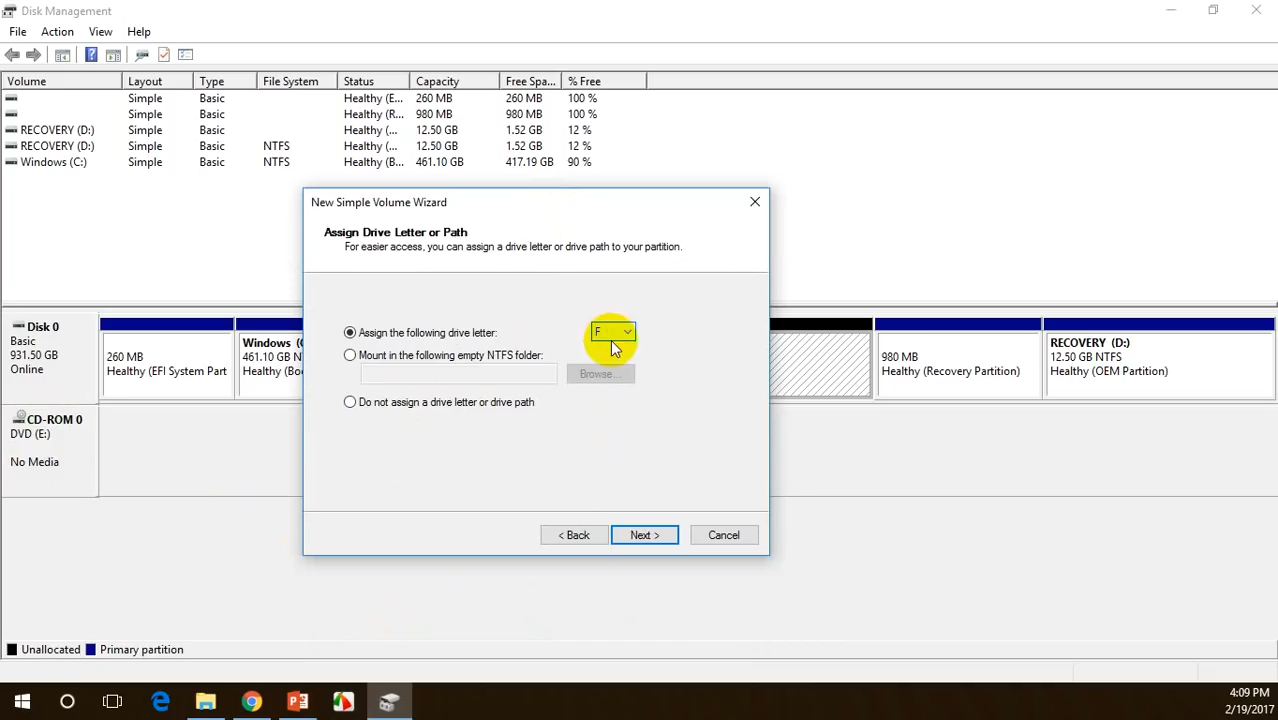 Disk Management
File Action View Help
Volume Layout Type File System Status Capacity Free Spa... % Free
Simple Basic Healthy (E... 260 MB 260 MB 100 %
Simple Basic Healthy (R... 980 MB 980 MB 100 %
RECOVERY (D:) Simple Basic Healthy (... 12.50 GB 1.52 GB 12 %
RECOVERY (D:) Simple Basic NTFS Healthy (... 12.50 GB 1.52 GB 12 %
Windows (C:) Simple Basic NTFS Healthy (B... 461.10 GB 417.19 GB 90 %
New Simple Volume Wizard
Assign Drive Letter or Path
For easier access, you can assign a drive letter or drive path to your partition.
Assign the following drive letter: F
Mount in the following empty NTFS folder:
Browse...
Do not assign a drive letter or drive path
< Back Next > Cancel
Disk 0
Basic
931.50 GB
Online
260 MB
Healthy (EFI System Part
Windows (C
461.10 GB N
Healthy (Boo
980 MB
Healthy (Recovery Partition)
RECOVERY (D:)
12.50 GB NTFS
Healthy (OEM Partition)
CD-ROM 0
DVD (E:)
No Media
Unallocated Primary partition
4:09 PM
2/19/2017